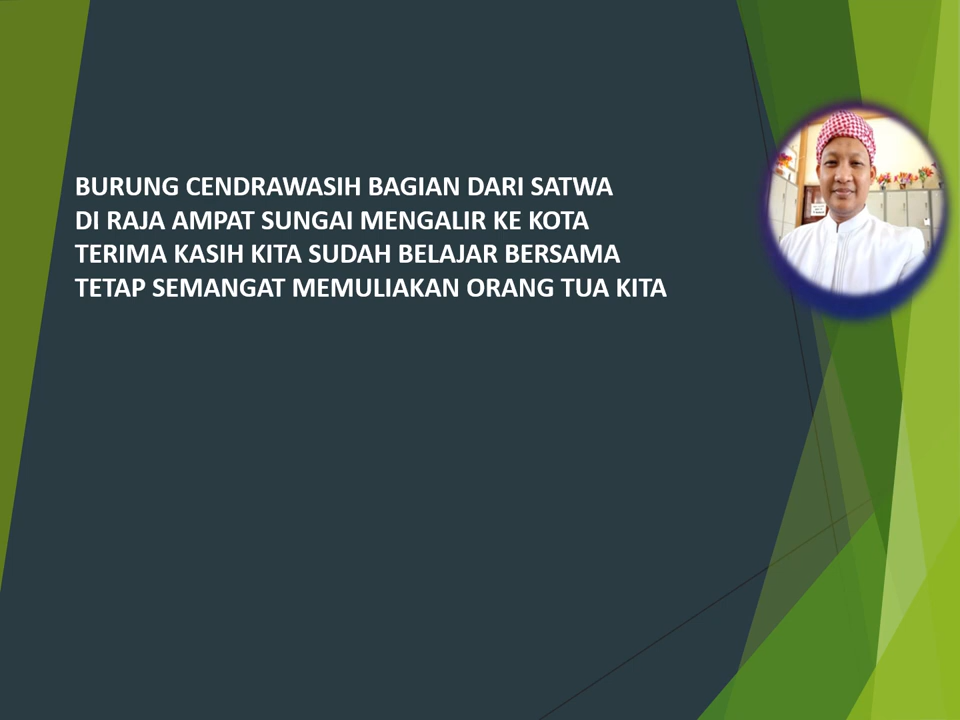 BURUNG CENDRAWASIH BAGIAN DARI SATWA
DI RAJA AMPAT SUNGAI MENGALIR KE KOTA
TERIMA KASIH KITA SUDAH BELAJAR BERSAMA
TETAP SEMANGAT MEMULIAKAN ORANG TUA KITA